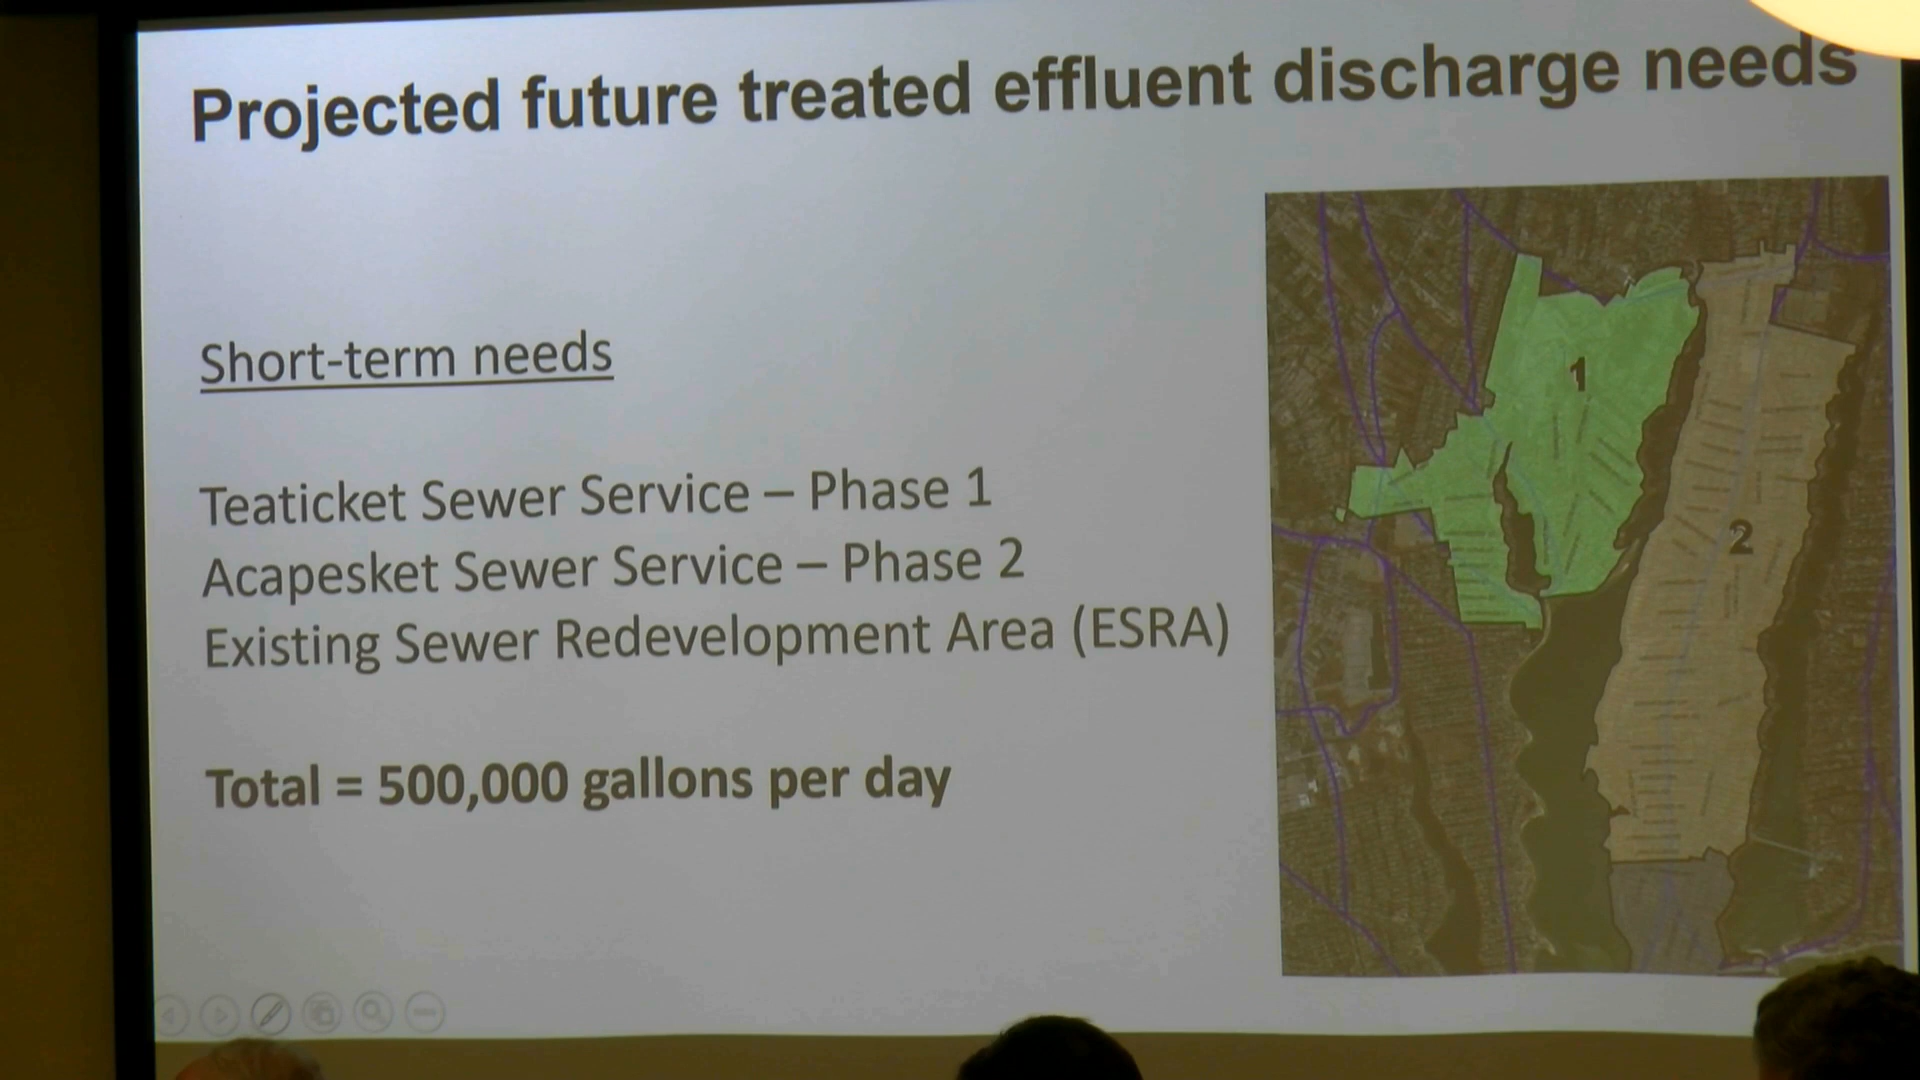 Projected future treated effluent discharge needs
Short-term needs
Teaticket Sewer Service – Phase 1
Acapesket Sewer Service – Phase 2
Existing Sewer Redevelopment Area (ESRA)
Total = 500,000 gallons per day
1
2